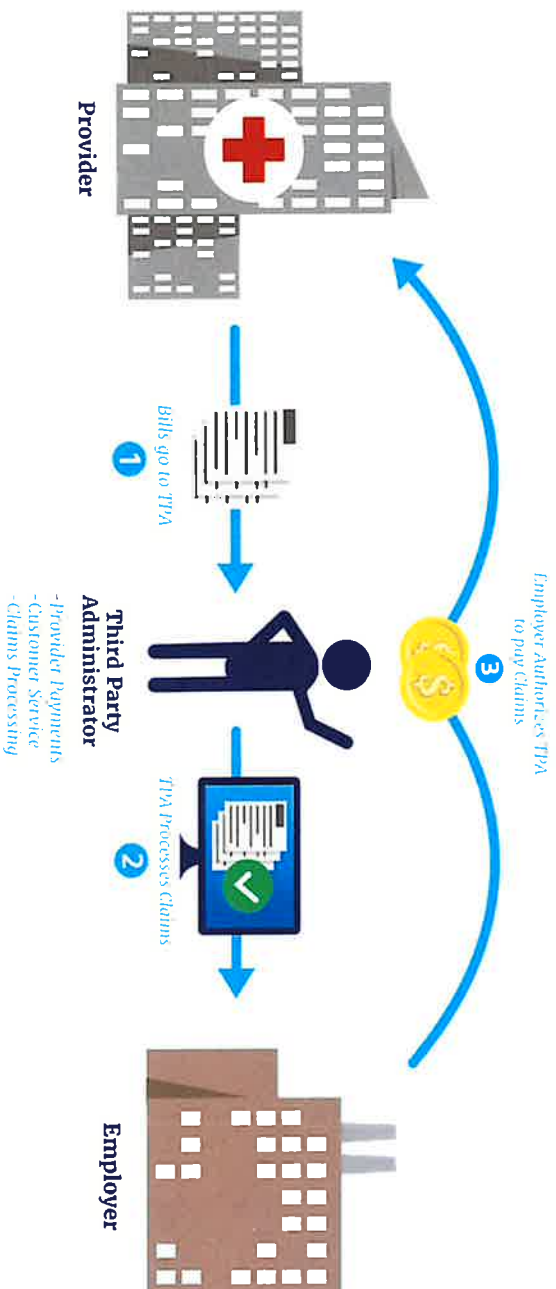 Employer Authorizes TPA
to pay Claims
3
Provider
Bills go to TPA
1
Third Party
Administrator
-Provider Payments
-Customer Service
-Claims Processing
TPA Processes Claims
2
Employer